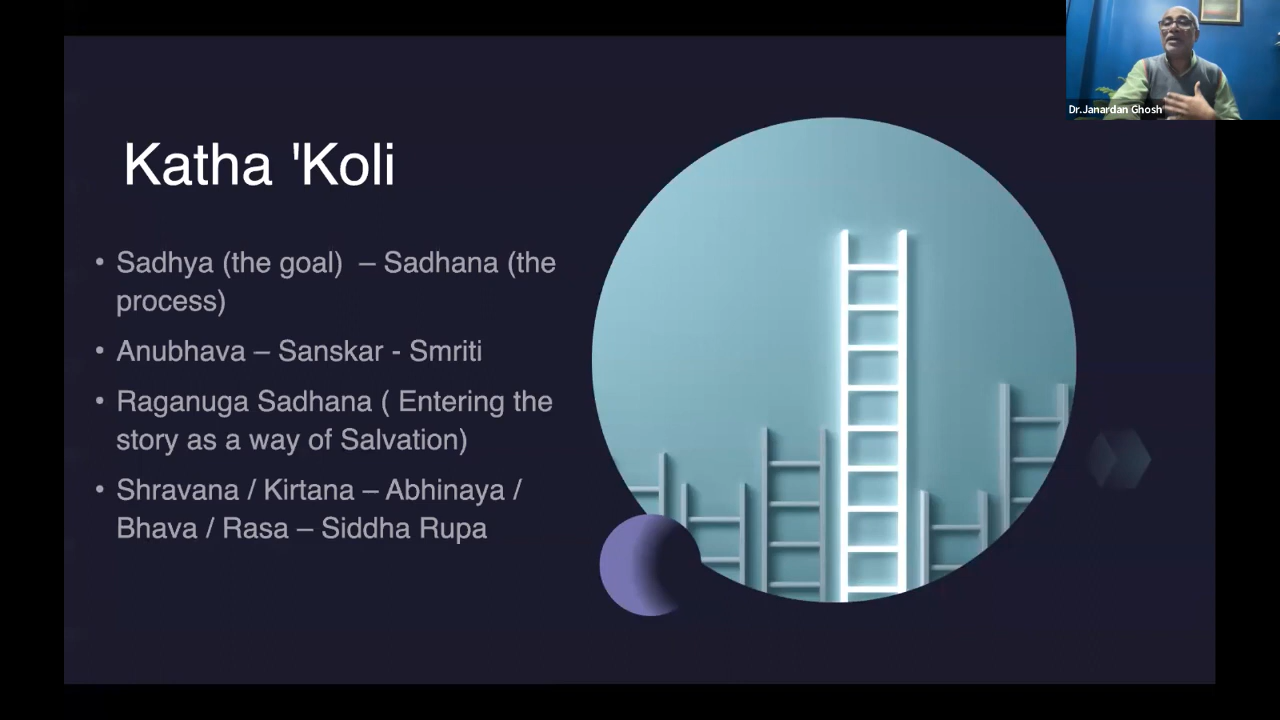 Dr.Janardan Ghosh
Katha 'Koli
• Sadhya (the goal)  – Sadhana (the
process)
• Anubhava – Sanskar - Smriti
• Raganuga Sadhana ( Entering the
story as a way of Salvation)
• Shravana / Kirtana – Abhinaya /
Bhava / Rasa – Siddha Rupa